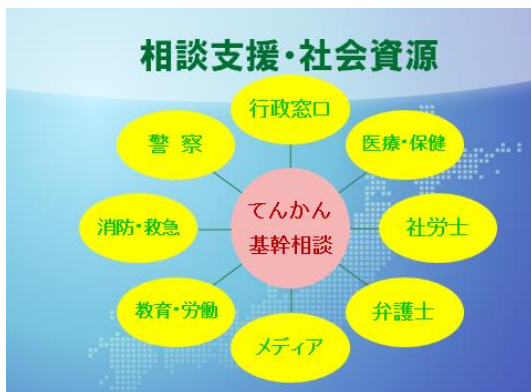 相談支援・社会資源
行政窓口
警 察
医療・保健
てんかん
基幹相談
消防・救急
社労士
教育・労働
弁護士
メディア